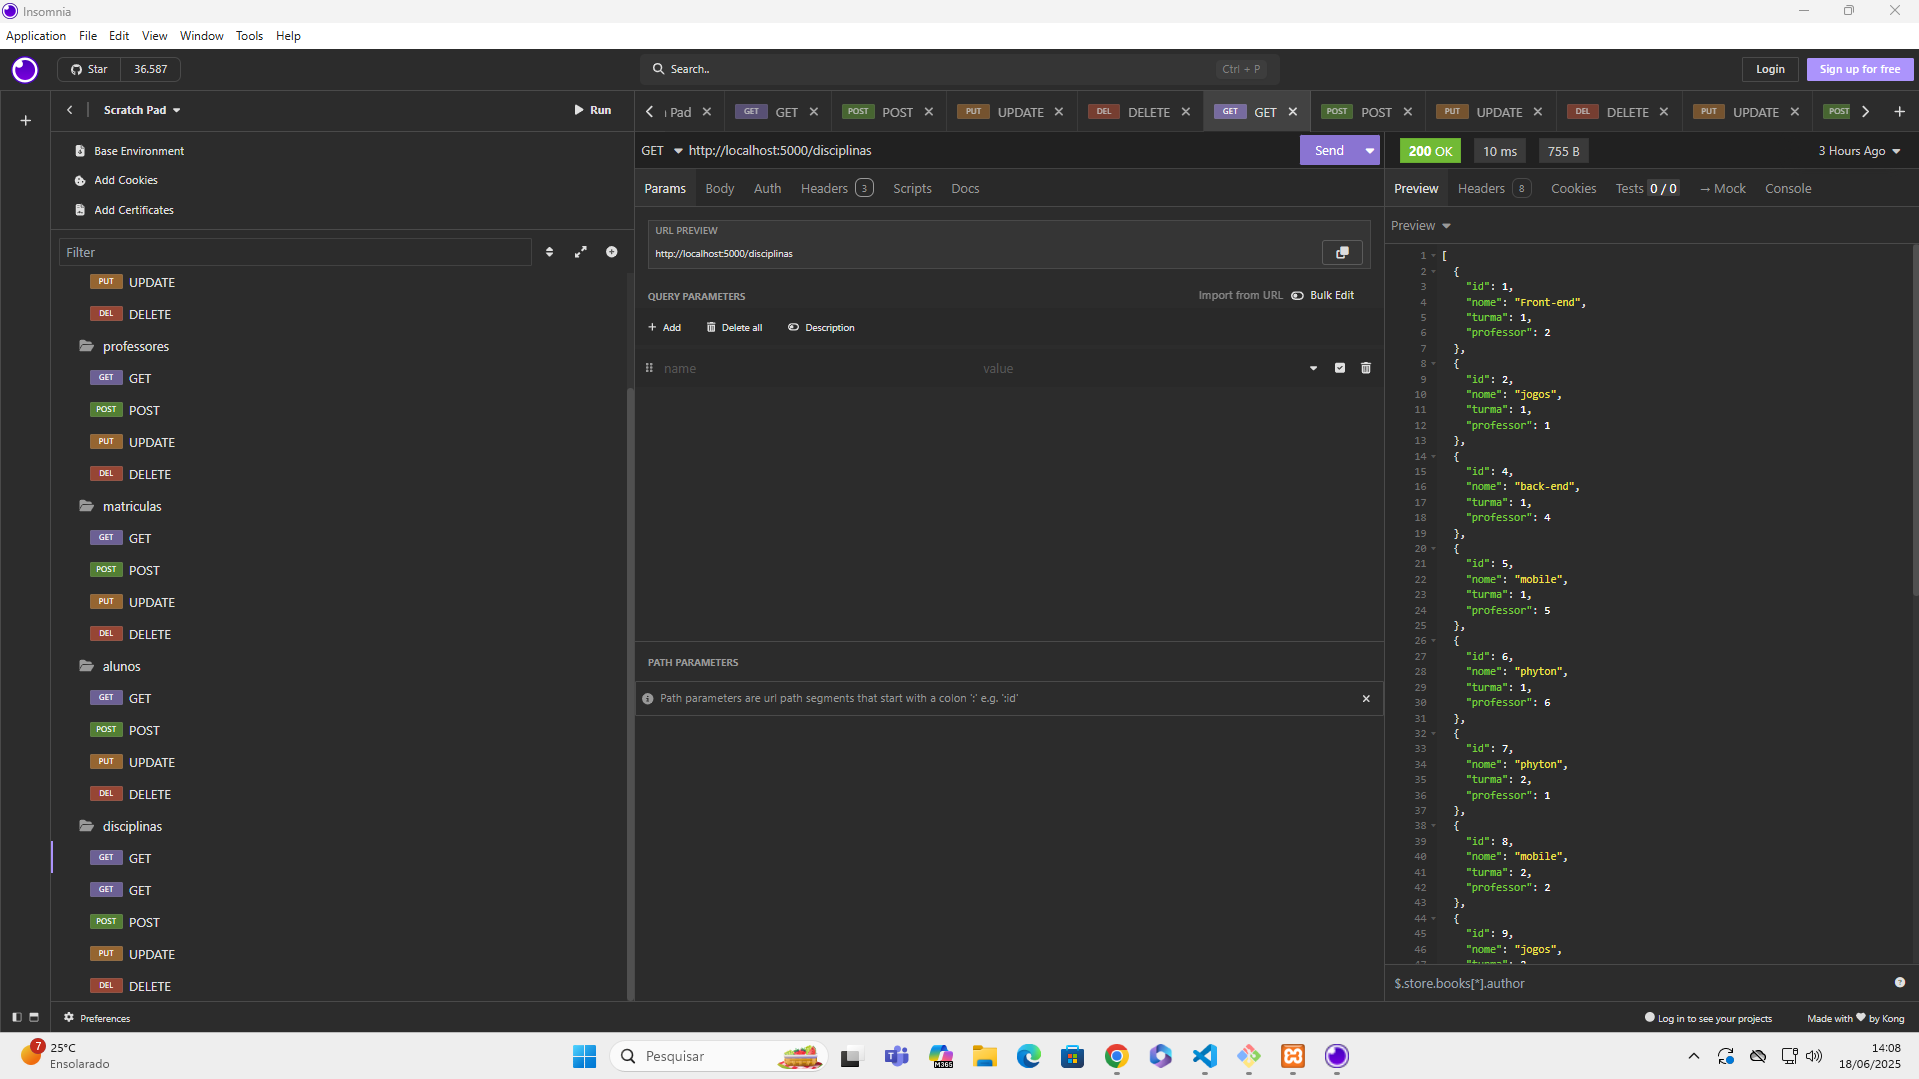 Insomnia
Application File Edit View Window Tools Help
Star 36.587
Search.. Ctrl + P
Login Sign up for free
Scratch Pad Run
Pad GET GET POST POST PUT UPDATE DEL DELETE GET GET POST POST PUT UPDATE DEL DELETE PUT UPDATE POST
Base Environment
Add Cookies
Add Certificates
Filter
PUT UPDATE
DEL DELETE
professores
GET GET
POST POST
PUT UPDATE
DEL DELETE
matriculas
GET GET
POST POST
PUT UPDATE
DEL DELETE
alunos
GET GET
POST POST
PUT UPDATE
DEL DELETE
disciplinas
GET GET
GET GET
POST POST
PUT UPDATE
DEL DELETE
GET http://localhost:5000/disciplinas Send
Params Body Auth Headers 3 Scripts Docs
URL PREVIEW
http://localhost:5000/disciplinas
QUERY PARAMETERS Import from URL Bulk Edit
Add Delete all Description
name value
PATH PARAMETERS
Path parameters are url path segments that start with a colon ':' e.g. ':id'
200 OK 10 ms 755 B 3 Hours Ago
Preview Headers 8 Cookies Tests 0 / 0 → Mock Console
Preview
1 [
2 {
3 "id": 1,
4 "nome": "Front-end",
5 "turma": 1,
6 "professor": 2
7 },
8 {
9 "id": 2,
10 "nome": "jogos",
11 "turma": 1,
12 "professor": 1
13 },
14 {
15 "id": 4,
16 "nome": "back-end",
17 "turma": 1,
18 "professor": 4
19 },
20 {
21 "id": 5,
22 "nome": "mobile",
23 "turma": 1,
24 "professor": 5
25 },
26 {
27 "id": 6,
28 "nome": "phyton",
29 "turma": 1,
30 "professor": 6
31 },
32 {
33 "id": 7,
34 "nome": "phyton",
35 "turma": 2,
36 "professor": 1
37 },
38 {
39 "id": 8,
40 "nome": "mobile",
41 "turma": 2,
42 "professor": 2
43 },
44 {
45 "id": 9,
46 "nome": "jogos",
$.store.books[*].author
Preferences
Log in to see your projects Made with ❤ by Kong
7 25°C
Ensolarado
Pesquisar
M365
14:08
18/06/2025